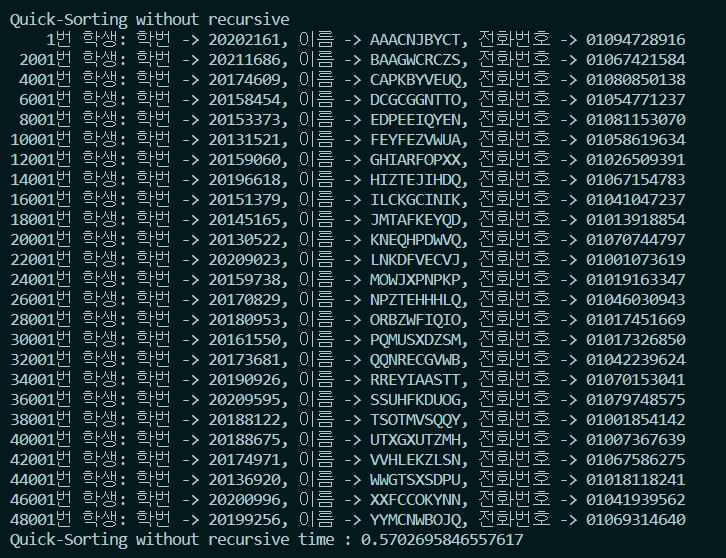 Quick-Sorting without recursive
1번 학생: 학번 -> 20202161, 이름 -> AAACNJBYCT, 전화번호 -> 01094728916
2001번 학생: 학번 -> 20211686, 이름 -> BAAGWCRCZS, 전화번호 -> 01067421584
4001번 학생: 학번 -> 20174609, 이름 -> CAPKBYVEUQ, 전화번호 -> 01080850138
6001번 학생: 학번 -> 20158454, 이름 -> DCGCGGNTTO, 전화번호 -> 01054771237
8001번 학생: 학번 -> 20153373, 이름 -> EDPEEIQYEN, 전화번호 -> 01081153070
10001번 학생: 학번 -> 20131521, 이름 -> FEYFEZVWUA, 전화번호 -> 01058619634
12001번 학생: 학번 -> 20159060, 이름 -> GHIARFOPXX, 전화번호 -> 01026509391
14001번 학생: 학번 -> 20196618, 이름 -> HIZTEJIHDQ, 전화번호 -> 01067154783
16001번 학생: 학번 -> 20151379, 이름 -> ILCKGCINIK, 전화번호 -> 01041047237
18001번 학생: 학번 -> 20145165, 이름 -> JMTAFKEYQD, 전화번호 -> 01013918854
20001번 학생: 학번 -> 20130522, 이름 -> KNEQHPDWVQ, 전화번호 -> 01070744797
22001번 학생: 학번 -> 20209023, 이름 -> LNKDFVECVJ, 전화번호 -> 01001073619
24001번 학생: 학번 -> 20159738, 이름 -> MOWJXPNPKP, 전화번호 -> 01019163347
26001번 학생: 학번 -> 20170829, 이름 -> NPZTEHHHLQ, 전화번호 -> 01046030943
28001번 학생: 학번 -> 20180953, 이름 -> ORBZWFIQIO, 전화번호 -> 01017451669
30001번 학생: 학번 -> 20161550, 이름 -> PQMUSXDZSM, 전화번호 -> 01017326850
32001번 학생: 학번 -> 20173681, 이름 -> QQNRECGVWB, 전화번호 -> 01042239624
34001번 학생: 학번 -> 20190926, 이름 -> RREYIAASTT, 전화번호 -> 01070153041
36001번 학생: 학번 -> 20209595, 이름 -> SSUHFKDUOG, 전화번호 -> 01079748575
38001번 학생: 학번 -> 20188122, 이름 -> TSOTMVSQQY, 전화번호 -> 01001854142
40001번 학생: 학번 -> 20188675, 이름 -> UTXGXUTZMH, 전화번호 -> 01007367639
42001번 학생: 학번 -> 20174971, 이름 -> VVHLEKZLSN, 전화번호 -> 01067586275
44001번 학생: 학번 -> 20136920, 이름 -> WWGTSXSDPU, 전화번호 -> 01018118241
46001번 학생: 학번 -> 20200996, 이름 -> XXFCCOKYNN, 전화번호 -> 01041939562
48001번 학생: 학번 -> 20199256, 이름 -> YYMCNWBOJQ, 전화번호 -> 01069314640
Quick-Sorting without recursive time : 0.5702695846557617